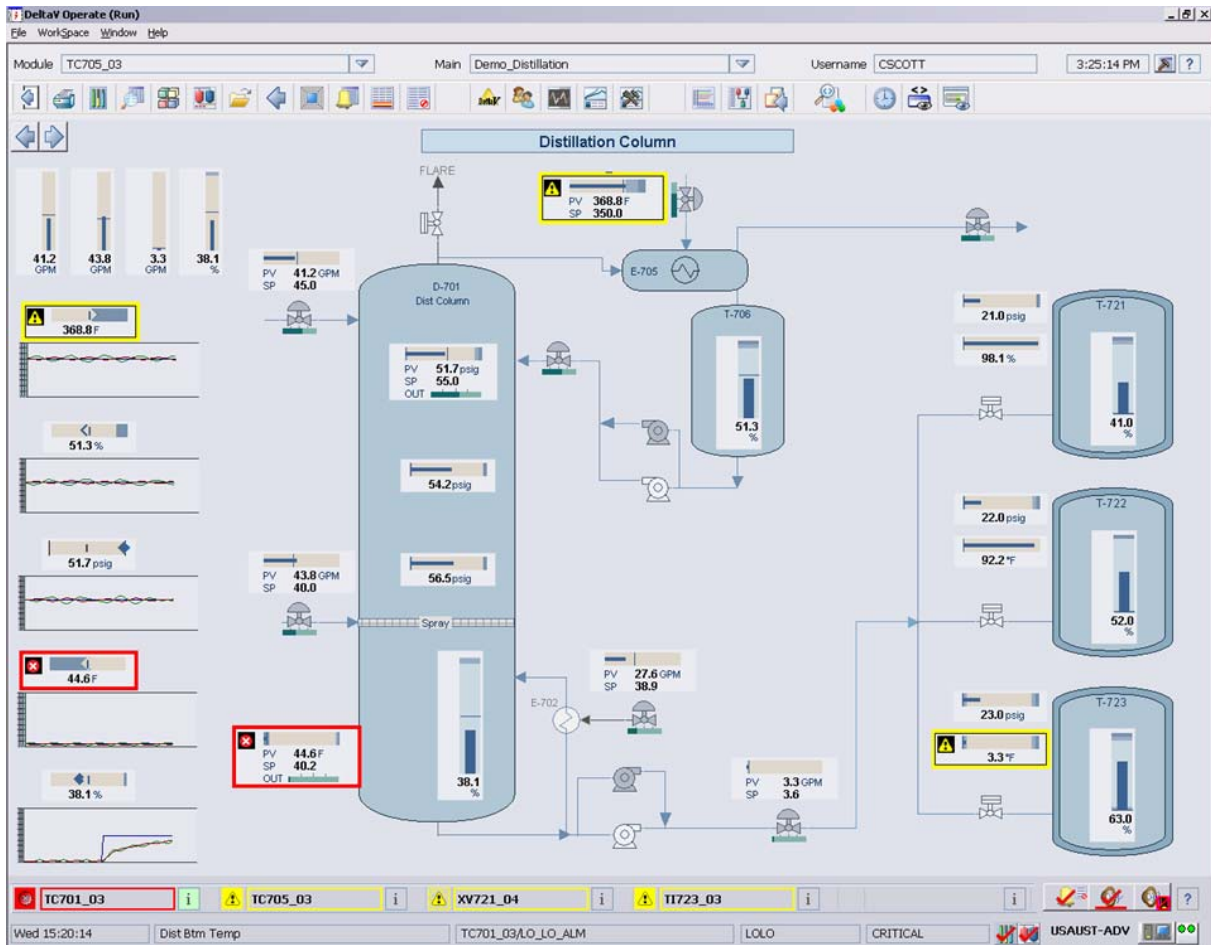 DeltaV Operate (Run)
File WorkSpace Window Help
Module TC705_03 Main Demo_Distillation Username CSCOTT 3:25:14 PM ?
Distillation Column
41.2 GPM
43.8 GPM
3.3 GPM
38.1 %
368.8 F
51.3 %
51.7 psig
44.6 F
38.1 %
FLARE
PV 368.8 F
SP 350.0
PV 41.2 GPM
SP 45.0
D-701
Dist Column
E-705
T-706
51.3
%
PV 51.7 psig
SP 55.0
OUT
54.2 psig
56.5 psig
PV 43.8 GPM
SP 40.0
Spray
38.1
%
PV 44.6 F
SP 40.2
OUT
E-702
PV 27.6 GPM
SP 38.9
PV 3.3 GPM
SP 3.6
T-721
21.0 psig
98.1 %
41.0
%
T-722
22.0 psig
92.2 °F
52.0
%
T-723
23.0 psig
3.3 °F
63.0
%
TC701_03 i TC705_03 i XV721_04 i TI723_03 i i ?
Wed 15:20:14 Dist Btm Temp TC701_03/LO_LO_ALM LOLO CRITICAL USAUST-ADV